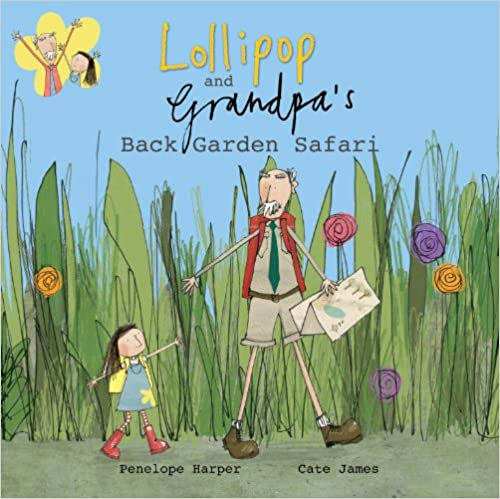 Lollipop
and
Grandpa's
Back Garden Safari
Penelope Harper Cate James